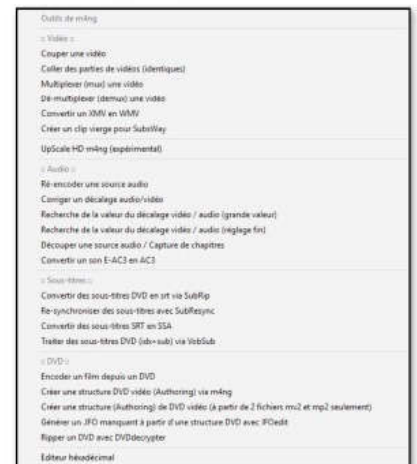 Outils de m4ng
:: Vidéo ::
Couper une vidéo
Coller des parties de vidéos (identiques)
Multiplexer (mux) une vidéo
Dé-multiplexer (demux) une vidéo
Convertir un XMV en WMV
Créer un clip vierge pour SubsWay
UpScale HD m4ng (expérimental)
:: Audio ::
Ré-encoder une source audio
Corriger un décalage audio/vidéo
Recherche de la valeur du décalage vidéo / audio (grande valeur)
Recherche de la valeur du décalage vidéo / audio (réglage fin)
Découper une source audio / Capture de chapitres
Convertir un son E-AC3 en AC3
:: Sous-titres ::
Convertir des sous-titres DVD en srt via SubRip
Re-synchroniser des sous-titres avec SubResync
Convertir des sous-titres SRT en SSA
Traiter des sous-titres DVD (idx+sub) via VobSub
:: DVD ::
Encoder un film depuis un DVD
Créer une structure DVD vidéo (Authoring) via m4ng
Créer une structure (Authoring) de DVD vidéo (à partir de 2 fichiers mv2 et mp2 seulement)
Générer un IFO manquant à partir d'une structure DVD avec IFOedit
Ripper un DVD avec DVDdecrypter
Editeur héxadécimal